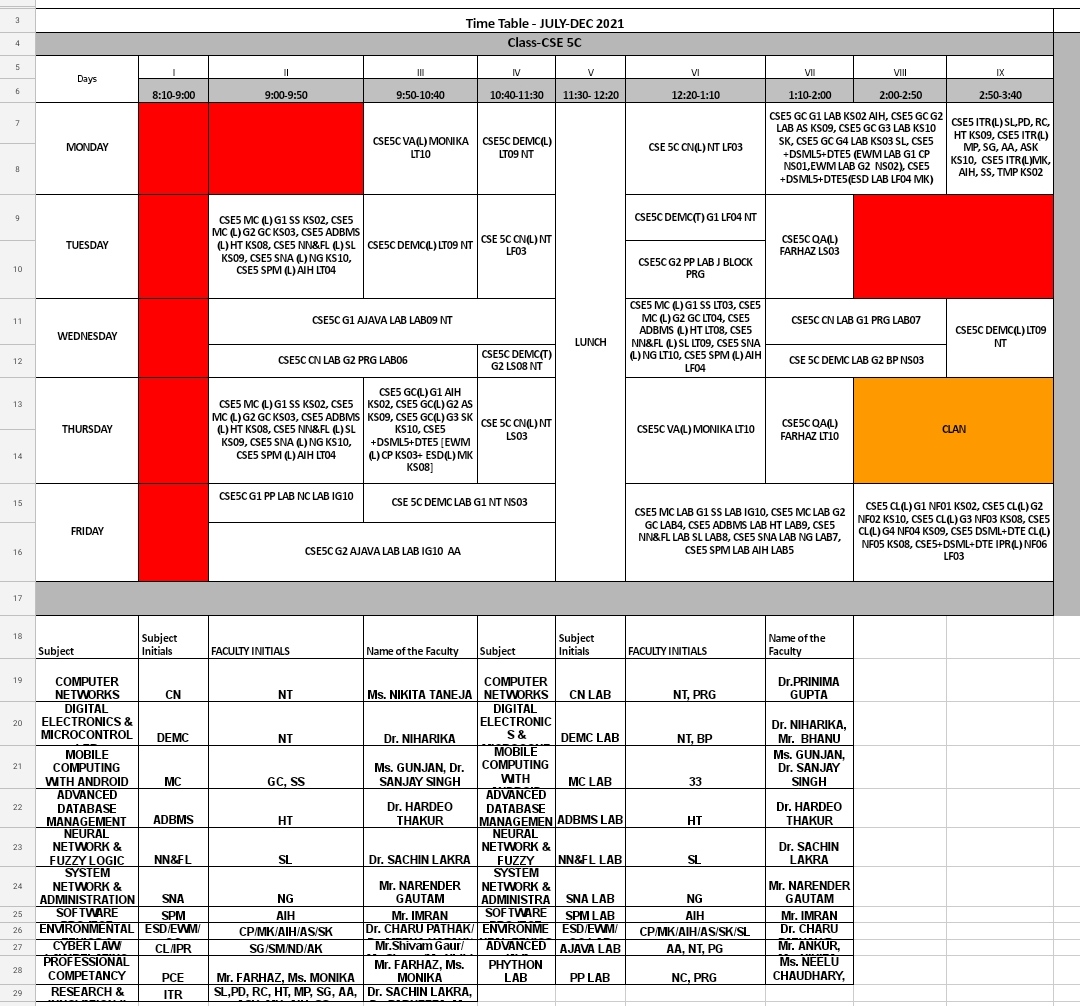 3
Time Table - JULY-DEC 2021
4
Class-CSE 5C
5
Days
I
II
III
IV
V
VI
VII
VIII
IX
6
8:10-9:00
9:00-9:50
9:50-10:40
10:40-11:30
11:30- 12:20
12:20-1:10
1:10-2:00
2:00-2:50
2:50-3:40
7
8
MONDAY
CSE5C VA(L) MONIKA
LT10
CSE5C DEMC(L)
LT09 NT
LUNCH
CSE 5C CN(L) NT LF03
CSE5 GC G1 LAB KS02 AIH, CSE5 GC G2
LAB AS KS09, CSE5 GC G3 LAB KS10
SK, CSE5 GC G4 LAB KS03 SL, CSE5
+DSML5+DTE5 (EWM LAB G1 CP
NS01,EWM LAB G2  NS02), CSE5
+DSML5+DTE5(ESD LAB LF04 MK)
CSE5 ITR(L) SL,PD, RC,
HT KS09, CSE5 ITR(L)
MP, SG, AA, ASK
KS10,  CSE5 ITR(L)MK,
AIH, SS, TMP KS02
9
10
TUESDAY
CSE5 MC (L) G1 SS KS02, CSE5
MC (L) G2 GC KS03, CSE5 ADBMS
(L) HT KS08, CSE5 NN&FL (L) SL
KS09, CSE5 SNA (L) NG KS10,
CSE5 SPM (L) AIH LT04
CSE5C DEMC(L) LT09 NT
CSE 5C CN(L) NT
LF03
CSE5C DEMC(T) G1 LF04 NT
CSE5C G2 PP LAB J BLOCK
PRG
CSE5C QA(L)
FARHAZ LS03
11
12
WEDNESDAY
CSE5C G1 AJAVA LAB LAB09 NT
CSE5C CN LAB G2 PRG LAB06
CSE5C DEMC(T)
G2 LS08 NT
CSE5 MC (L) G1 SS LT03, CSE5
MC (L) G2 GC LT04, CSE5
ADBMS (L) HT LT08, CSE5
NN&FL (L) SL LT09, CSE5 SNA
(L) NG LT10, CSE5 SPM (L) AIH
LF04
CSE5C CN LAB G1 PRG LAB07
CSE 5C DEMC LAB G2 BP NS03
CSE5C DEMC(L) LT09
NT
13
14
THURSDAY
CSE5 MC (L) G1 SS KS02, CSE5
MC (L) G2 GC KS03, CSE5 ADBMS
(L) HT KS08, CSE5 NN&FL (L) SL
KS09, CSE5 SNA (L) NG KS10,
CSE5 SPM (L) AIH LT04
CSE5 GC(L) G1 AIH
KS02, CSE5 GC(L) G2 AS
KS09, CSE5 GC(L) G3 SK
KS10, CSE5
+DSML5+DTE5 [EWM
(L) CP KS03+ ESD(L) MK
KS08]
CSE 5C CN(L) NT
LS03
CSE5C VA(L) MONIKA LT10
CSE5C QA(L)
FARHAZ LT10
CLAN
15
16
FRIDAY
CSE5C G1 PP LAB NC LAB IG10
CSE 5C DEMC LAB G1 NT NS03
CSE5C G2 AJAVA LAB LAB IG10  AA
CSE5 MC LAB G1 SS LAB IG10, CSE5 MC LAB G2
GC LAB4, CSE5 ADBMS LAB HT LAB9, CSE5
NN&FL LAB SL LAB8, CSE5 SNA LAB NG LAB7,
CSE5 SPM LAB AIH LAB5
CSE5 CL(L) G1 NF01 KS02, CSE5 CL(L) G2
NF02 KS10, CSE5 CL(L) G3 NF03 KS08, CSE5
CL(L) G4 NF04 KS09, CSE5 DSML+DTE CL(L)
NF05 KS08, CSE5+DSML+DTE IPR(L) NF06
LF03
17
18
Subject
Subject
Initials
FACULTY INITIALS
Name of the Faculty
Subject
Subject
Initials
FACULTY INITIALS
Name of the
Faculty
19
COMPUTER
NETWORKS
CN
NT
Ms. NIKITA TANEJA
COMPUTER
NETWORKS
CN LAB
NT, PRG
Dr.PRINIMA
GUPTA
20
DIGITAL
ELECTRONICS &
MICROCONTROL
DEMC
NT
Dr. NIHARIKA
DIGITAL
ELECTRONIC
S &
DEMC LAB
NT, BP
Dr. NIHARIKA,
Mr.  BHANU
21
MOBILE
COMPUTING
WITH ANDROID
MC
GC, SS
Ms. GUNJAN, Dr.
SANJAY SINGH
MOBILE
COMPUTING
WITH
MC LAB
33
Ms. GUNJAN,
Dr. SANJAY
SINGH
22
ADVANCED
DATABASE
MANAGEMENT
ADBMS
HT
Dr. HARDEO
THAKUR
ADVANCED
DATABASE
MANAGEMEN
ADBMS LAB
HT
Dr. HARDEO
THAKUR
23
NEURAL
NETWORK &
FUZZY LOGIC
NN&FL
SL
Dr. SACHIN LAKRA
NEURAL
NETWORK &
FUZZY
NN&FL LAB
SL
Dr. SACHIN
LAKRA
24
SYSTEM
NETWORK &
ADMINISTRATION
SNA
NG
Mr. NARENDER
GAUTAM
SYSTEM
NETWORK &
ADMINISTRA
SNA LAB
NG
Mr. NARENDER
GAUTAM
25
SOFTWARE
SPM
AIH
Mr. IMRAN
SOFTWARE
SPM LAB
AIH
Mr. IMRAN
26
ENVIRONMENTAL
ESD/EWM/
CP/MK/AIH/AS/SK
Dr. CHARU PATHAK/
ENVIRONME
ESD/EWM/
CP/MK/AIH/AS/SK/SL
Dr. CHARU
27
CYBER LAW/
CL/IPR
SG/SM/ND/AK
Mr.Shivam Gaur/
ADVANCED
AJAVA LAB
AA, NT, PG
Mr. ANKUR,
28
PROFESSIONAL
COMPETANCY
PCE
Mr. FARHAZ, Ms. MONIKA
Mr. FARHAZ, Ms.
MONIKA
PHYTHON
LAB
PP LAB
NC, PRG
Ms. NEELU
CHAUDHARY,
29
RESEARCH &
ITR
SL,PD, RC, HT, MP, SG, AA,
Dr. SACHIN LAKRA,